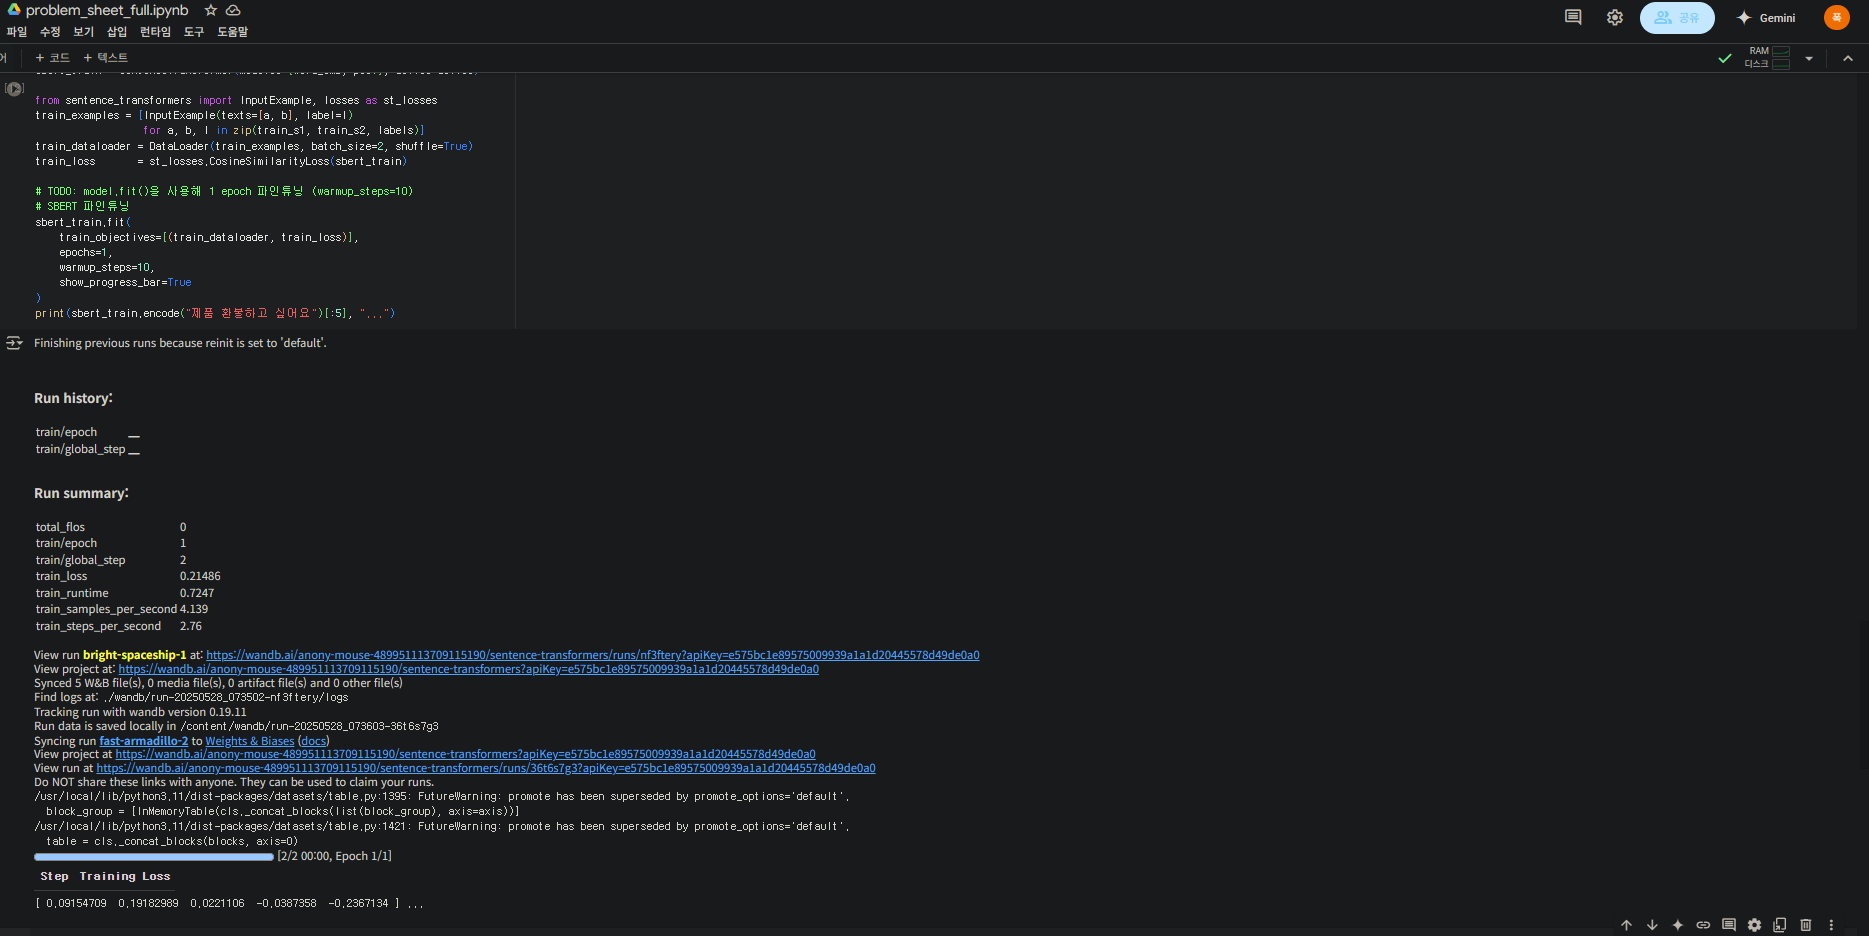 problem_sheet_full.ipynb
파일 수정 보기 삽입 런타임 도구 도움말
공유
Gemini
폭
+ 코드 + 텍스트
RAM
디스크
from sentence_transformers import InputExample, losses as st_losses
train_examples = [InputExample(texts=[a, b], label=l)
for a, b, l in zip(train_s1, train_s2, labels)]
train_dataloader = DataLoader(train_examples, batch_size=2, shuffle=True)
train_loss = st_losses.CosineSimilarityLoss(sbert_train)
# TODO: model.fit()을 사용해 1 epoch 파인튜닝 (warmup_steps=10)
# SBERT 파인튜닝
sbert_train.fit(
train_objectives=[(train_dataloader, train_loss)],
epochs=1,
warmup_steps=10,
show_progress_bar=True
)
print(sbert_train.encode("제품 환불하고 싶어요")[:5], "...")
Finishing previous runs because reinit is set to 'default'.
Run history:
train/epoch
train/global_step
Run summary:
total_flos 0
train/epoch 1
train/global_step 2
train_loss 0.21486
train_runtime 0.7247
train_samples_per_second 4.139
train_steps_per_second 2.76
View run bright-spaceship-1 at: https://wandb.ai/anony-mouse-489951113709115190/sentence-transformers/runs/nf3ftery?apiKey=e575bc1e89575009939a1a1d20445578d49de0a0
View project at: https://wandb.ai/anony-mouse-489951113709115190/sentence-transformers?apiKey=e575bc1e89575009939a1a1d20445578d49de0a0
Synced 5 W&B file(s), 0 media file(s), 0 artifact file(s) and 0 other file(s)
Find logs at: ./wandb/run-20250528_073502-nf3ftery/logs
Tracking run with wandb version 0.19.11
Run data is saved locally in /content/wandb/run-20250528_073603-36t6s7g3
Syncing run fast-armadillo-2 to Weights & Biases (docs)
View project at https://wandb.ai/anony-mouse-489951113709115190/sentence-transformers?apiKey=e575bc1e89575009939a1a1d20445578d49de0a0
View run at https://wandb.ai/anony-mouse-489951113709115190/sentence-transformers/runs/36t6s7g3?apiKey=e575bc1e89575009939a1a1d20445578d49de0a0
Do NOT share these links with anyone. They can be used to claim your runs.
/usr/local/lib/python3.11/dist-packages/datasets/table.py:1395: FutureWarning: promote has been superseded by promote_options='default'.
block_group = [InMemoryTable(cls._concat_blocks(list(block_group), axis=axis))]
/usr/local/lib/python3.11/dist-packages/datasets/table.py:1421: FutureWarning: promote has been superseded by promote_options='default'.
table = cls._concat_blocks(blocks, axis=0)
[2/2 00:00, Epoch 1/1]
Step Training Loss
[ 0.09154709 0.19182989 0.0221106 -0.0387358 -0.2367134 ] ...